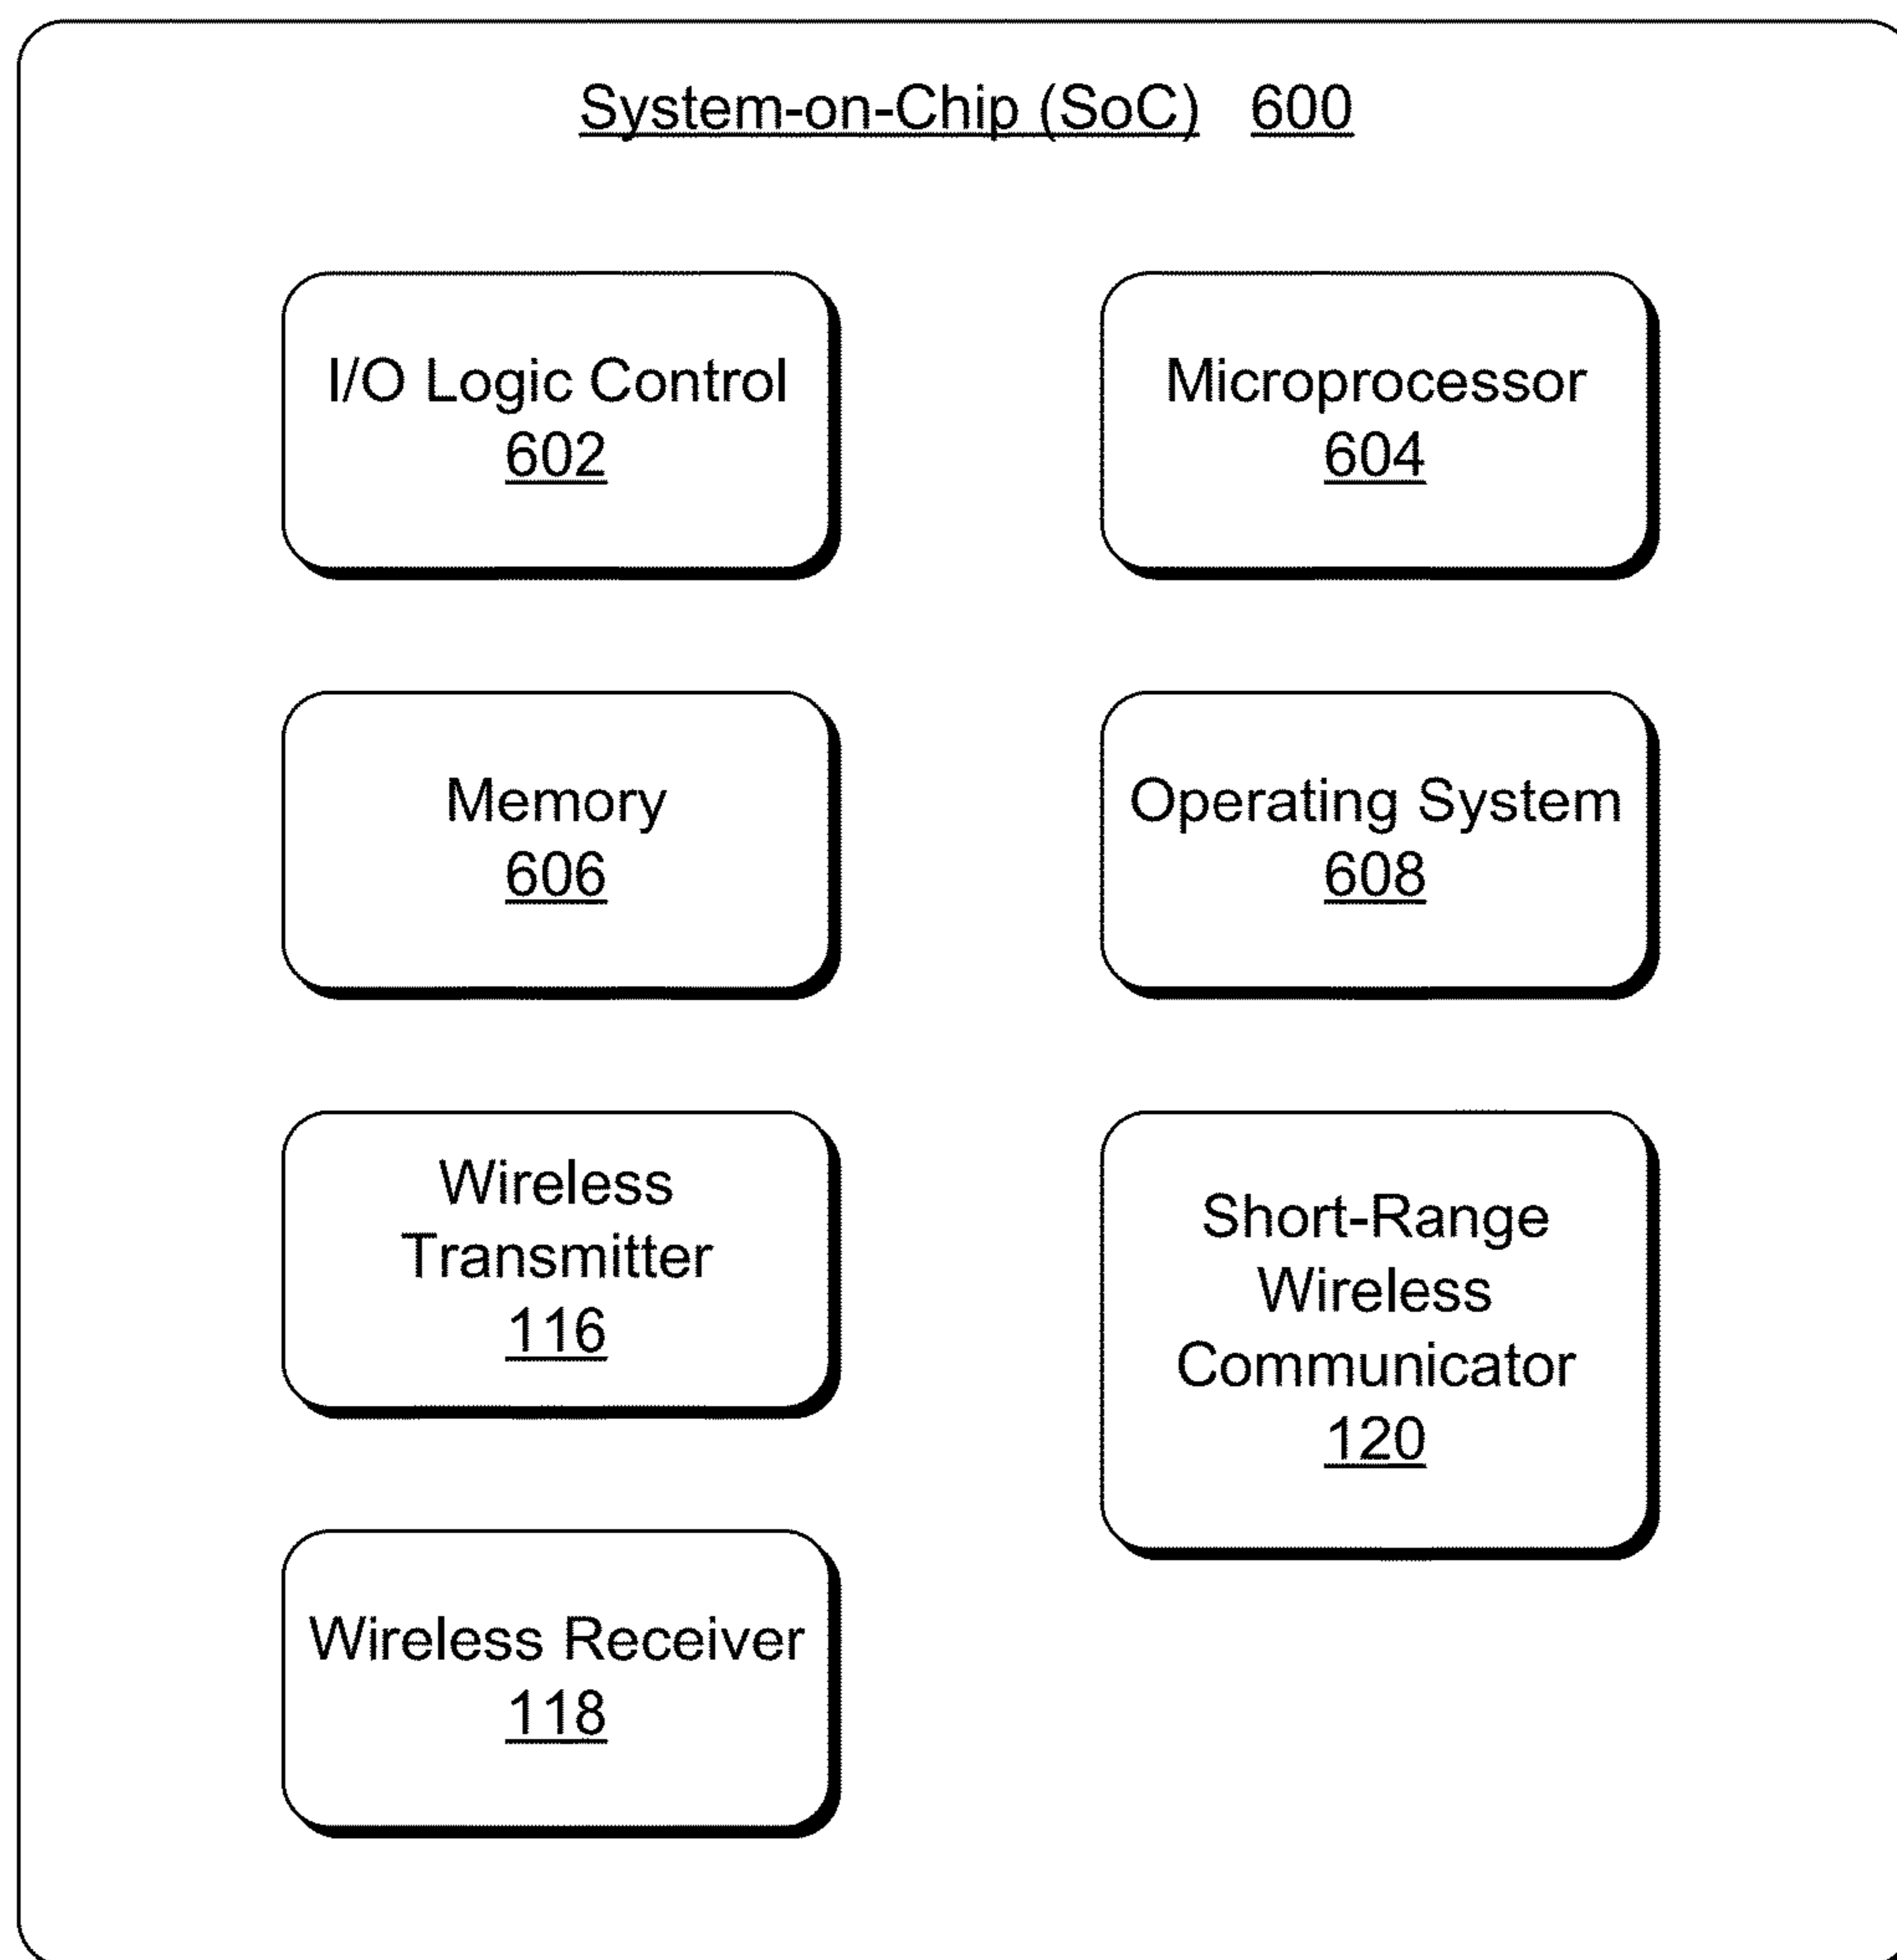 System-on-Chip (SoC) 600
I/O Logic Control
602
Microprocessor
604
Memory
606
Operating System
608
Wireless
Transmitter
116
Short-Range
Wireless
Communicator
120
Wireless Receiver
118